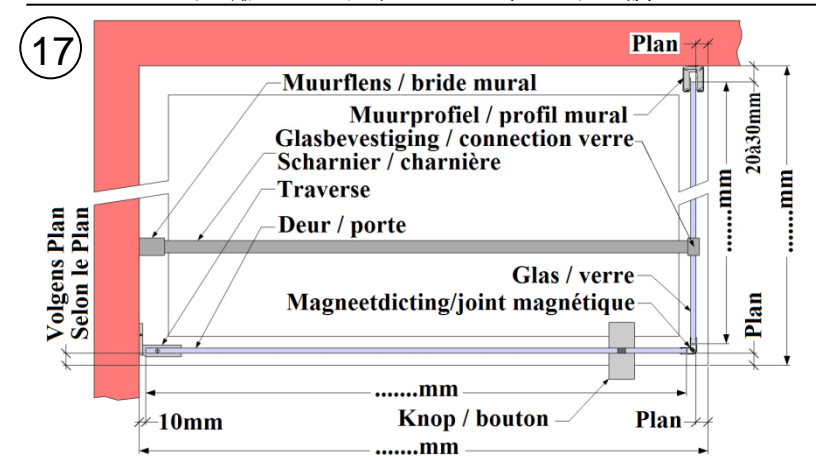 17
Plan
Muurflens / bride mural
Muurprofiel / profil mural
Glasbevestiging / connection verre
Scharnier / charnière
Traverse
Deur / porte
20à30mm
.......mm
.......mm
Volgens Plan
Selon le Plan
Glas / verre
Magneetdicting/joint magnétique
Plan
.......mm
10mm
Knop / bouton
Plan
.......mm